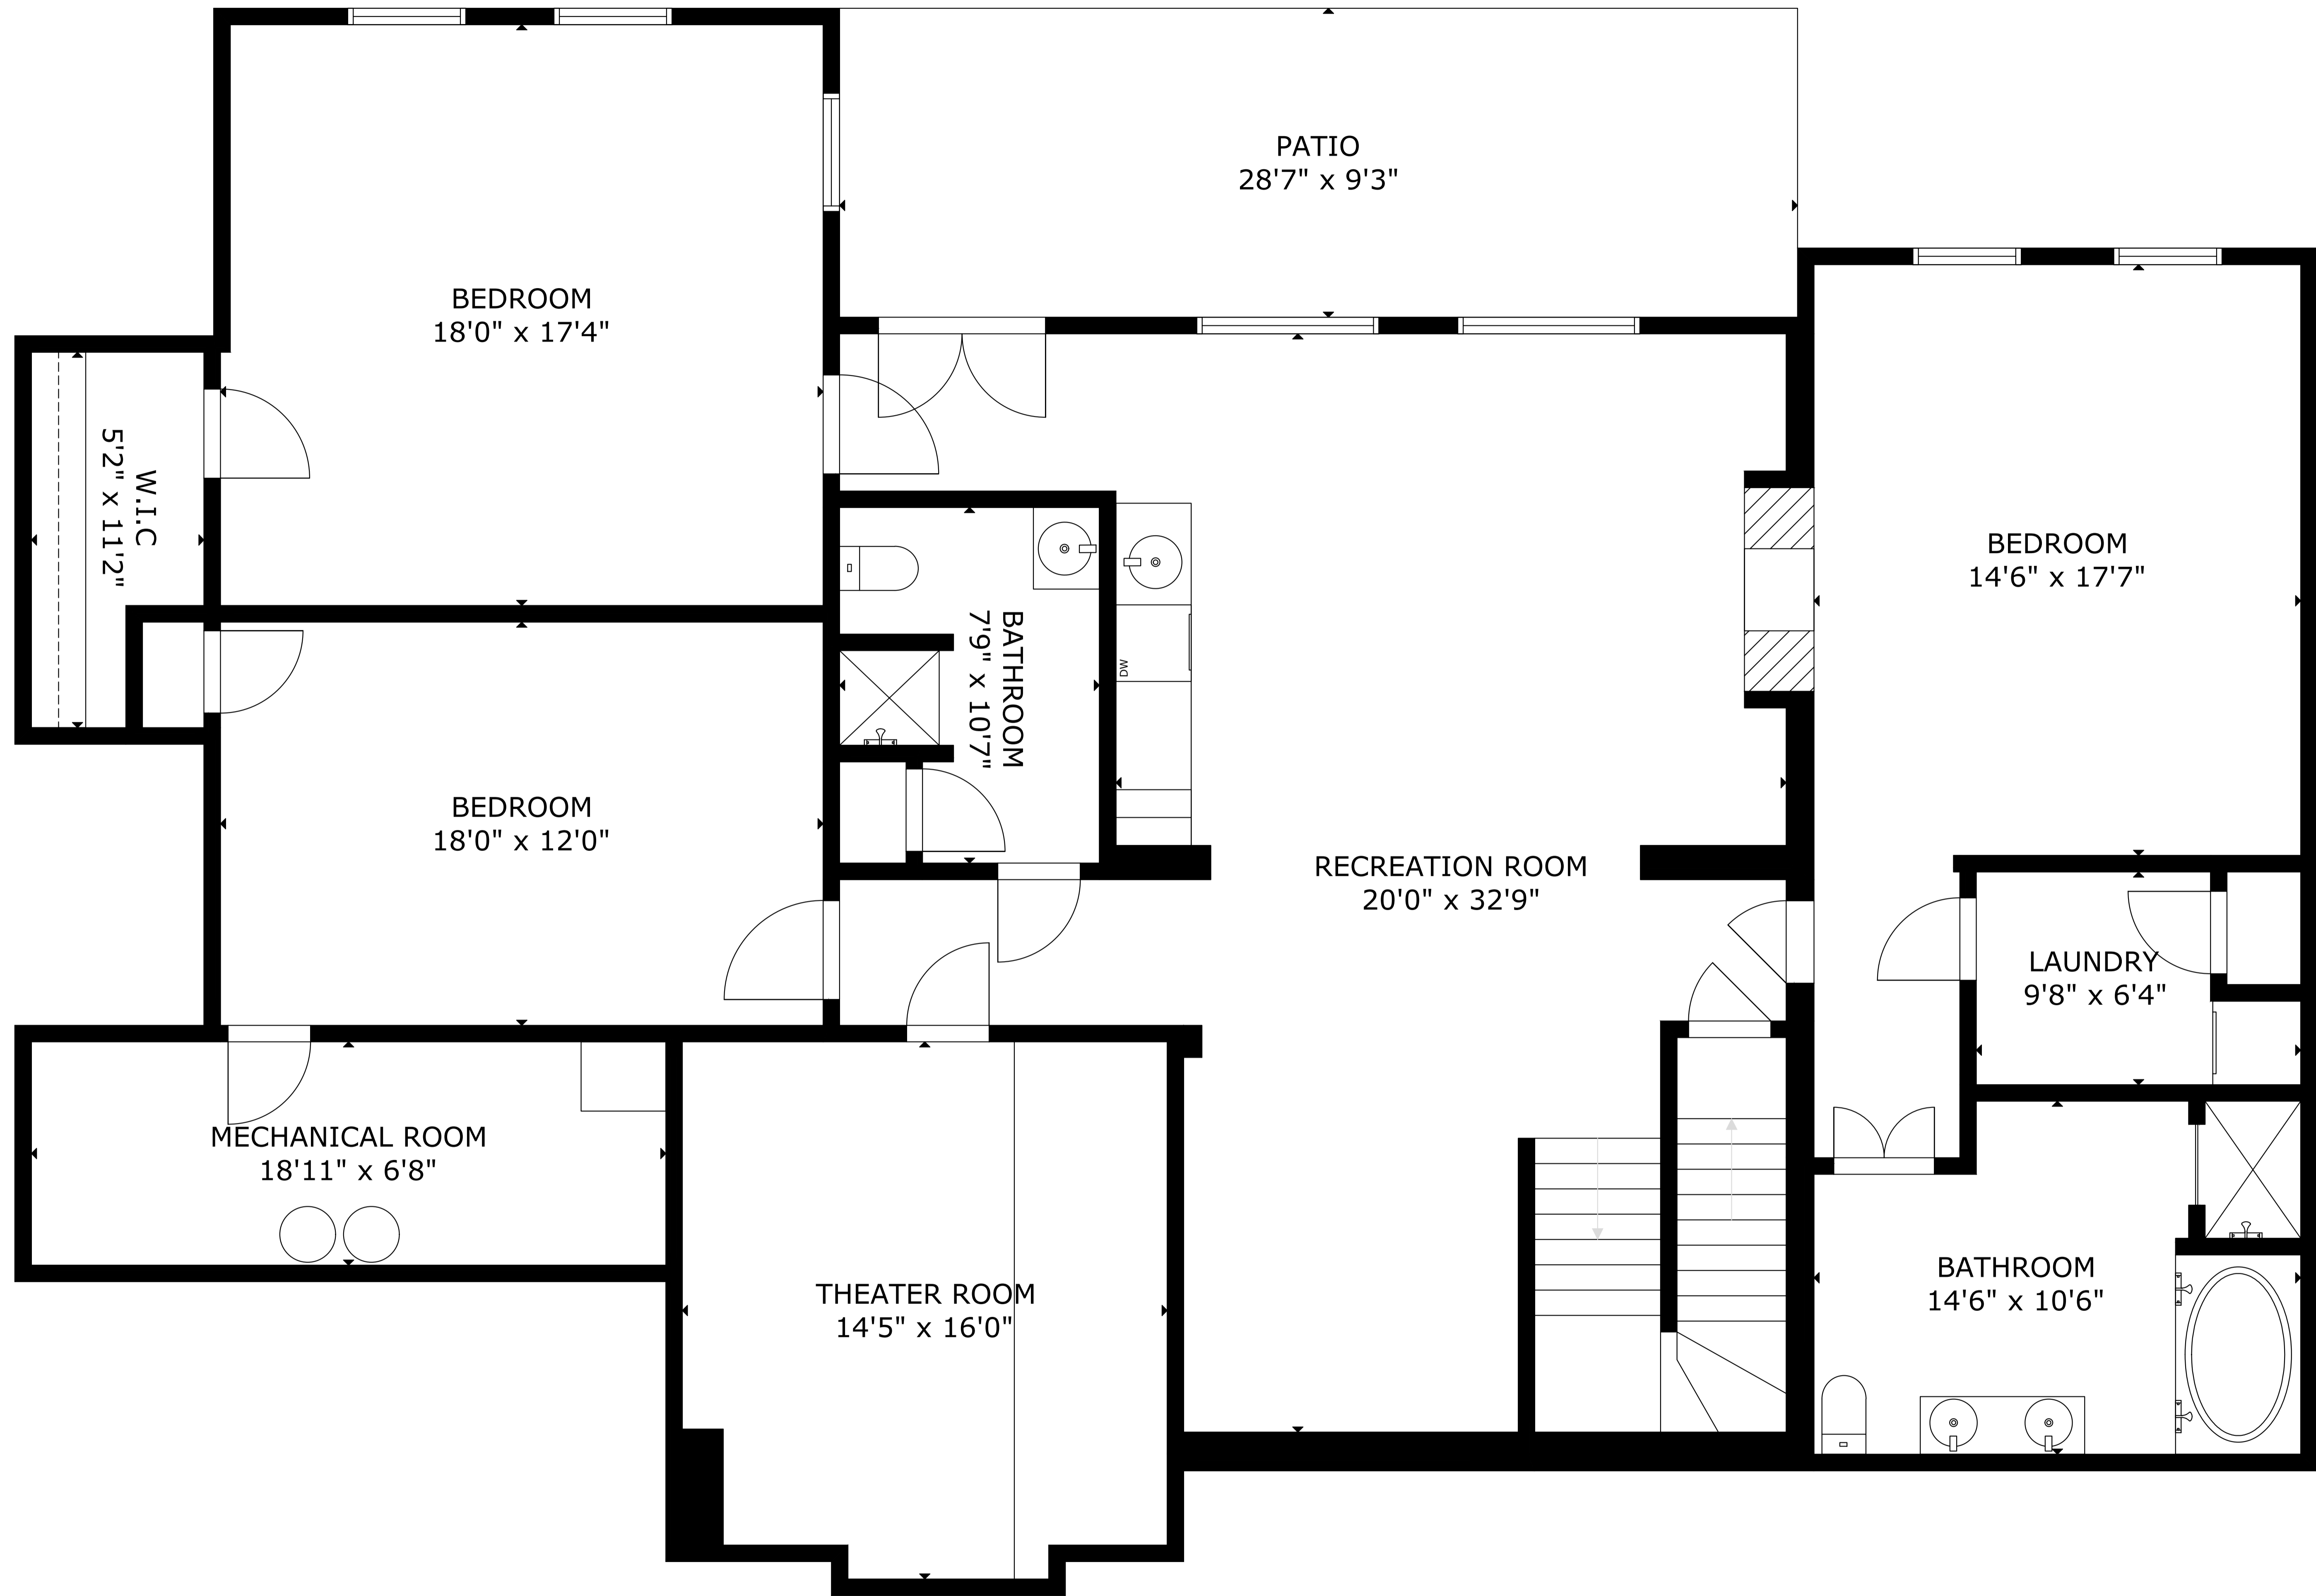 PATIO
28'7" x 9'3"
BEDROOM
18'0" x 17'4"
W.I.C
5'2" x 11'2"
BEDROOM
14'6" x 17'7"
BATHROOM
7'9" x 10'7"
DW
BEDROOM
18'0" x 12'0"
RECREATION ROOM
20'0" x 32'9"
LAUNDRY
9'8" x 6'4"
MECHANICAL ROOM
18'11" x 6'8"
THEATER ROOM
14'5" x 16'0"
BATHROOM
14'6" x 10'6"